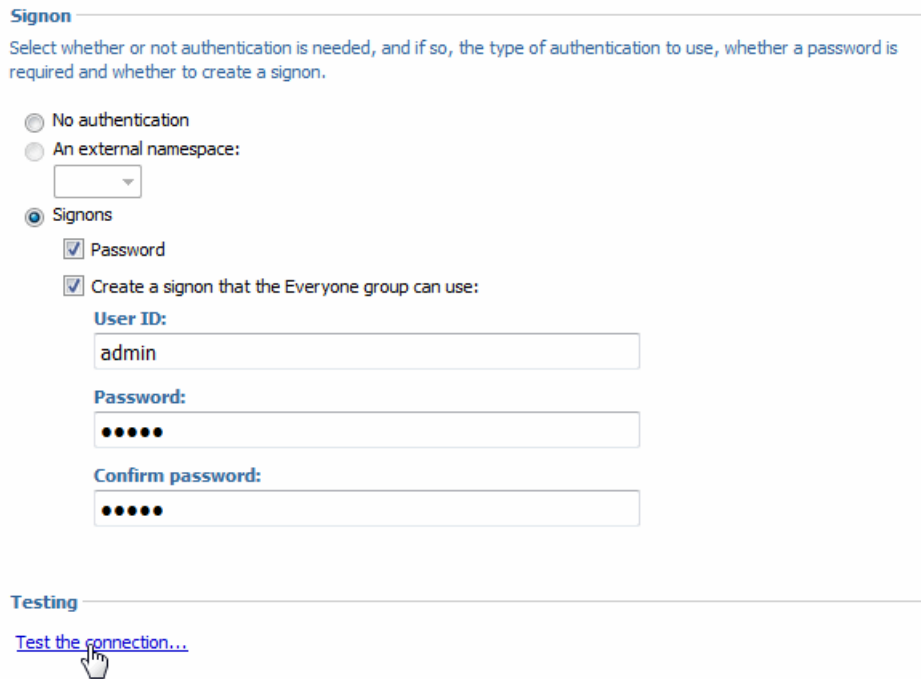 Signon
Select whether or not authentication is needed, and if so, the type of authentication to use, whether a password is
required and whether to create a signon.
No authentication
An external namespace:
Signons
Password
Create a signon that the Everyone group can use:
User ID:
admin
Password:
●●●●●
Confirm password:
●●●●●
Testing
Test the connection...